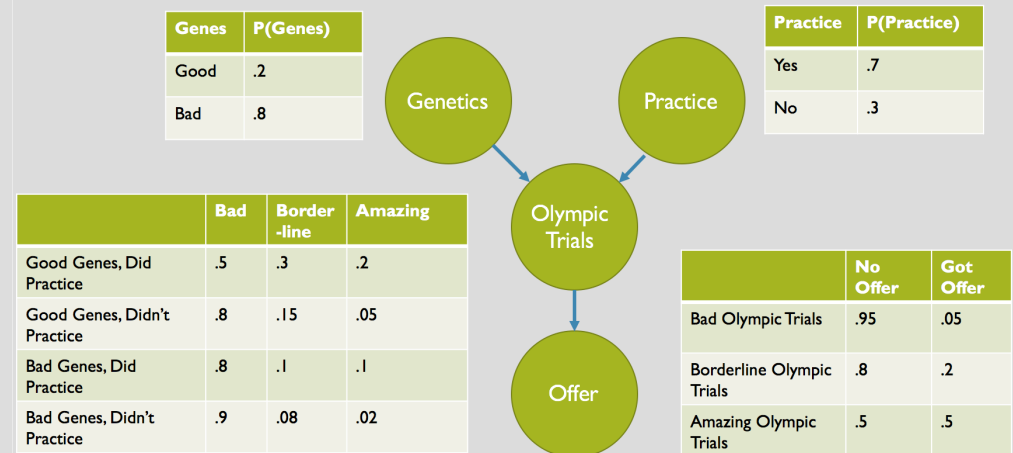 Genes P(Genes)
Good .2
Bad .8
Genetics
Practice
Practice P(Practice)
Yes .7
No .3
Bad Border Amazing
-line
Good Genes, Did .5 .3 .2
Practice
Good Genes, Didn't .8 .15 .05
Practice
Bad Genes, Did .8 .1 .1
Practice
Bad Genes, Didn't .9 .08 .02
Practice
Olympic
Trials
Offer
No Got
Offer Offer
Bad Olympic Trials .95 .05
Borderline Olympic .8 .2
Trials
Amazing Olympic .5 .5
Trials